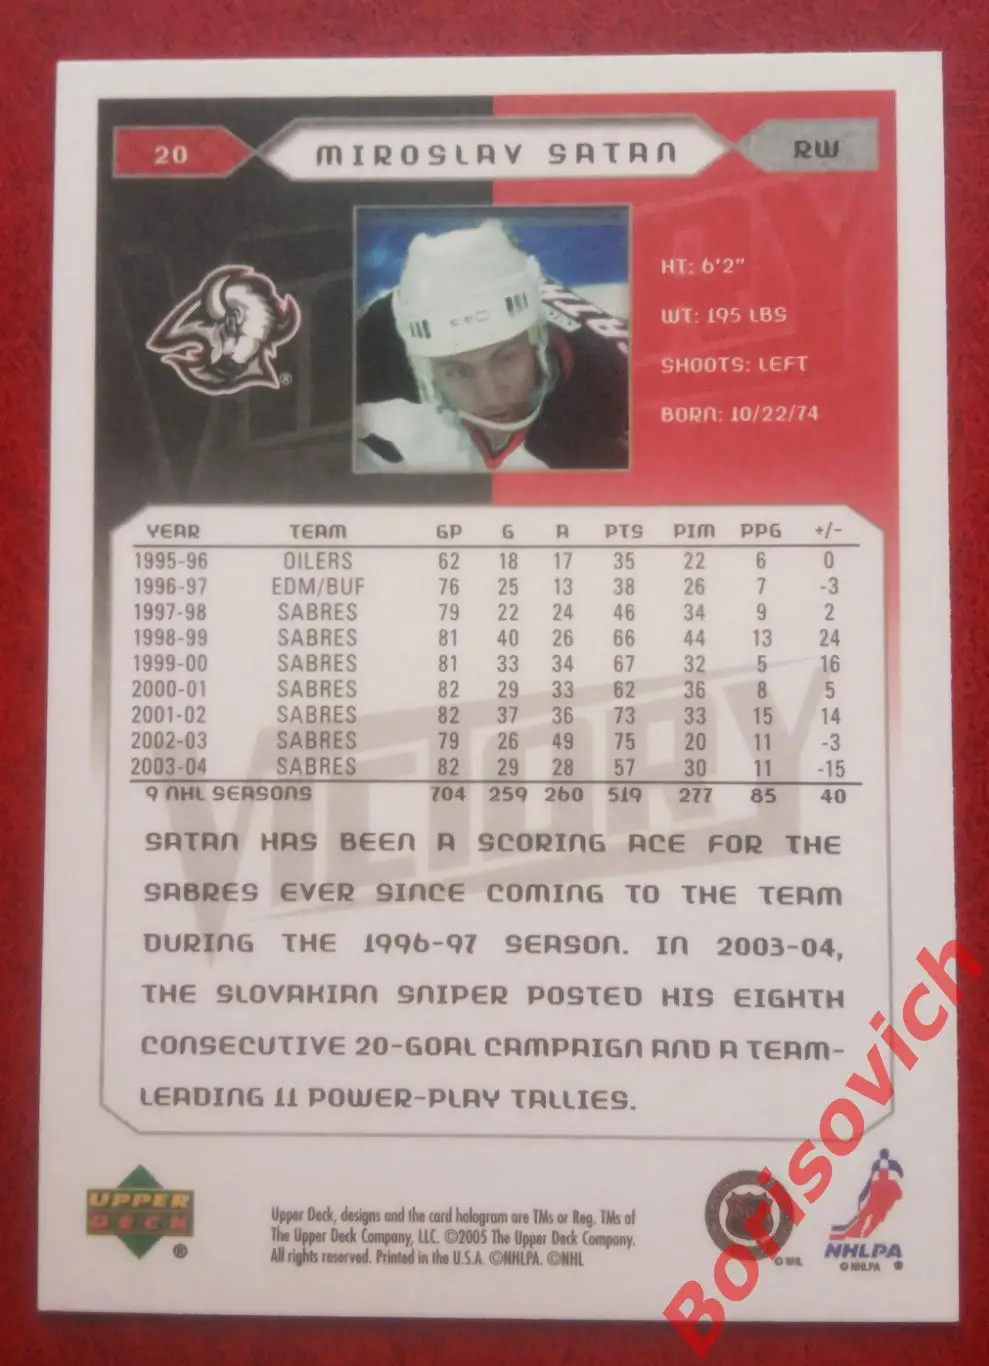 20 MIROSLAV SATAN RW
HT: 6'2"
WT: 195 LBS
SHOOTS: LEFT
BORN: 10/22/74
®
YEAR TEAM GP G A PTS PIM PPG +/-
1995-96 OILERS 62 18 17 35 22 6 0
1996-97 EDM/BUF 76 25 13 38 26 7 -3
1997-98 SABRES 79 22 24 46 34 9 2
1998-99 SABRES 81 40 26 66 44 13 24
1999-00 SABRES 81 33 34 67 32 5 16
2000-01 SABRES 82 29 33 62 36 8 5
2001-02 SABRES 82 37 36 73 33 15 14
2002-03 SABRES 79 26 49 75 20 11 -3
2003-04 SABRES 82 29 28 57 30 11 -15
9 NHL SEASONS 704 259 260 519 277 85 40
VICTORY
SATAN HAS BEEN A SCORING ACE FOR THE
SABRES EVER SINCE COMING TO THE TEAM
DURING THE 1996-97 SEASON. IN 2003-04,
THE SLOVAKIAN SNIPER POSTED HIS EIGHTH
CONSECUTIVE 20-GOAL CAMPAIGN AND A TEAM-
LEADING 11 POWER-PLAY TALLIES.
UPPER
DECK
®
Upper Deck, designs and the card hologram are TMs or Reg. TMs of
The Upper Deck Company, LLC. ©2005 The Upper Deck Company.
All rights reserved. Printed in the U.S.A. ©NHLPA. ©NHL
NHL
© NHL
NHLPA
© NHLPA ®
Borisovich